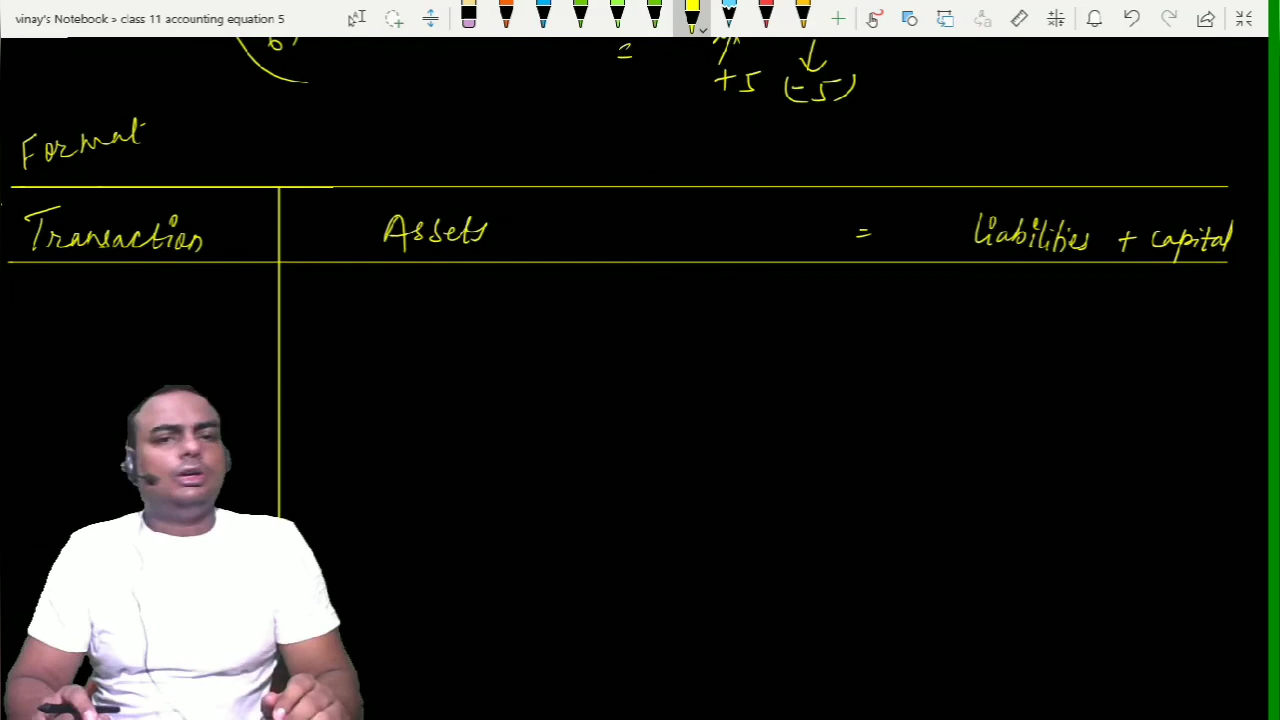 vinay's Notebook > class 11 accounting equation 5
=
+5 (-5)
Format
Transaction Assets = liabilities + capital